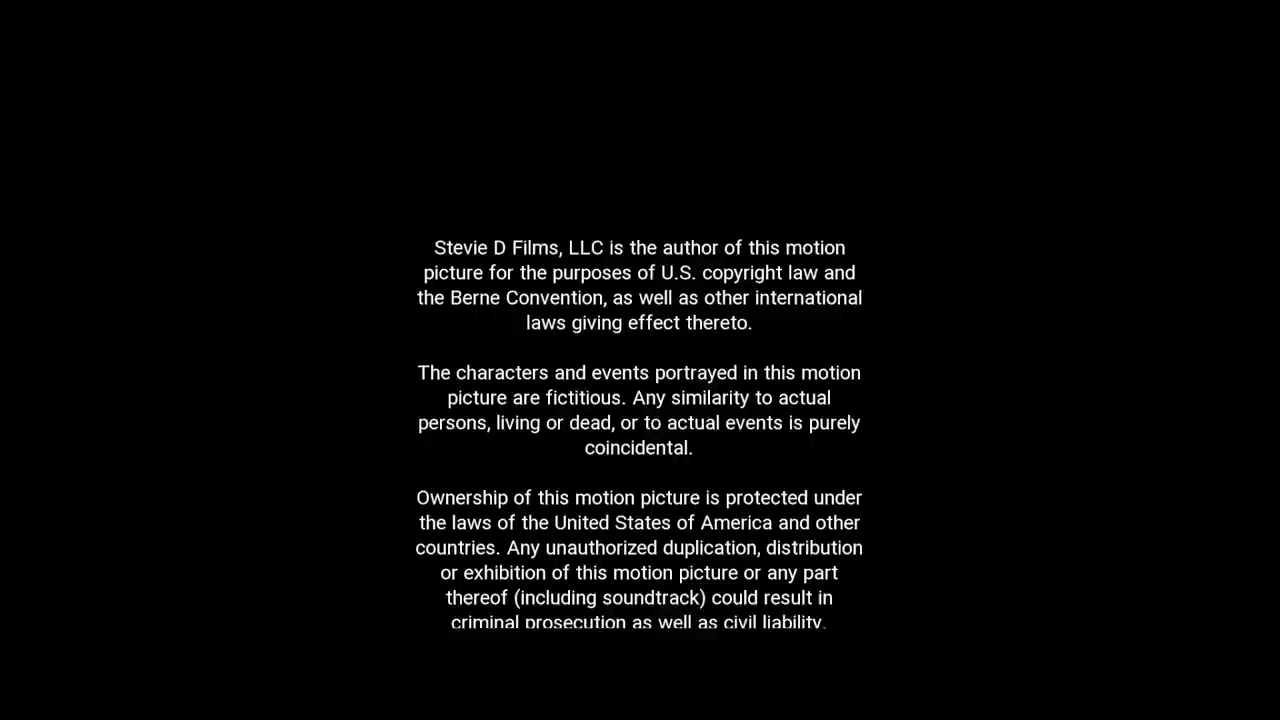 Stevie D Films, LLC is the author of this motion
picture for the purposes of U.S. copyright law and
the Berne Convention, as well as other international
laws giving effect thereto.
The characters and events portrayed in this motion
picture are fictitious. Any similarity to actual
persons, living or dead, or to actual events is purely
coincidental.
Ownership of this motion picture is protected under
the laws of the United States of America and other
countries. Any unauthorized duplication, distribution
or exhibition of this motion picture or any part
thereof (including soundtrack) could result in
criminal prosecution as well as civil liability.